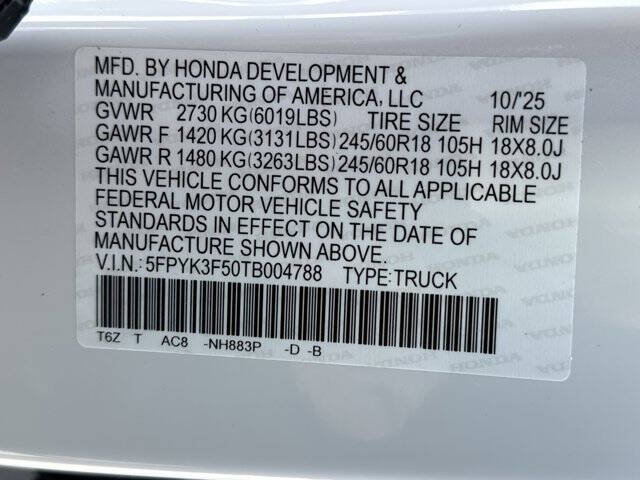 MFD. BY HONDA DEVELOPMENT &
MANUFACTURING OF AMERICA, LLC 10/'25
GVWR 2730 KG(6019LBS) TIRE SIZE RIM SIZE
GAWR F 1420 KG(3131LBS) 245/60R18 105H 18X8.0J
GAWR R 1480 KG(3263LBS) 245/60R18 105H 18X8.0J
THIS VEHICLE CONFORMS TO ALL APPLICABLE
FEDERAL MOTOR VEHICLE SAFETY
STANDARDS IN EFFECT ON THE DATE OF
MANUFACTURE SHOWN ABOVE.
V.I.N.: 5FPYK3F50TB004788 TYPE:TRUCK
T6Z T AC8 -NH883P -D -B